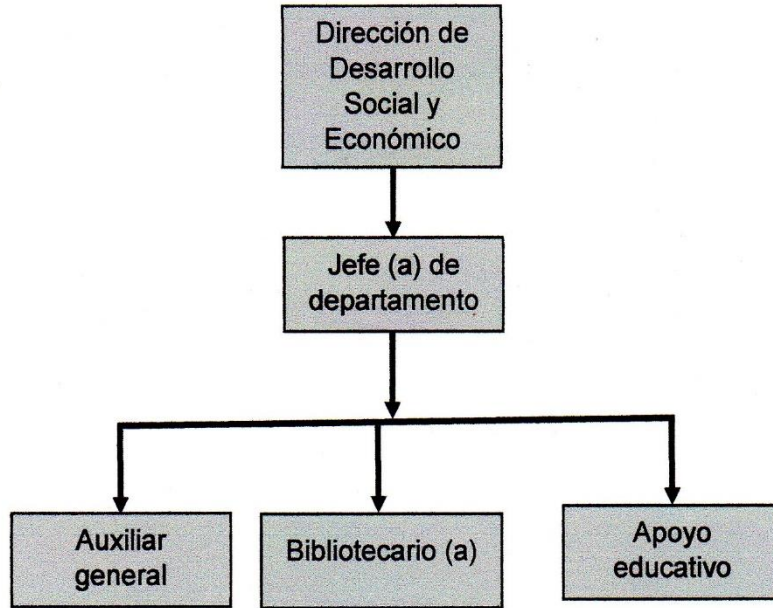 Dirección de
Desarrollo
Social y
Económico
Jefe (a) de
departamento
Auxiliar
general
Bibliotecario (a)
Apoyo
educativo